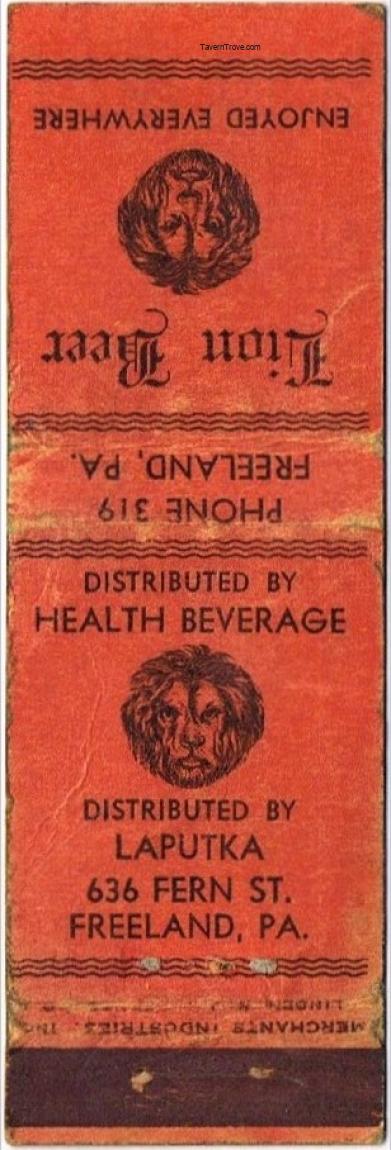 TavernTrove.com
ENJOYED EVERYWHERE
Lion Beer
FREELAND, PA.
PHONE 319
DISTRIBUTED BY
HEALTH BEVERAGE
DISTRIBUTED BY
LAPUTKA
636 FERN ST.
FREELAND, PA.
LINDEN, N.J.
MERCHANTS INDUSTRIES, INC.